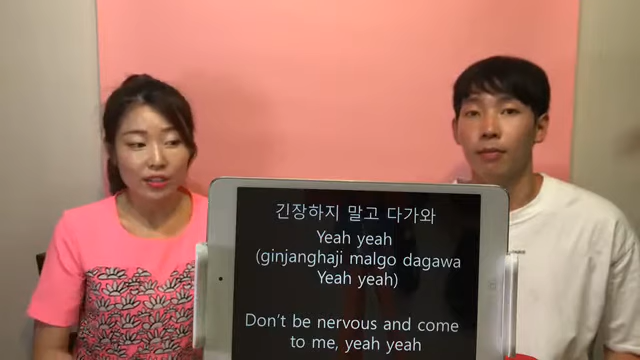 긴장하지 말고 다가와
Yeah yeah
(ginjanghaji malgo dagawa
Yeah yeah)
Don't be nervous and come
to me, yeah yeah